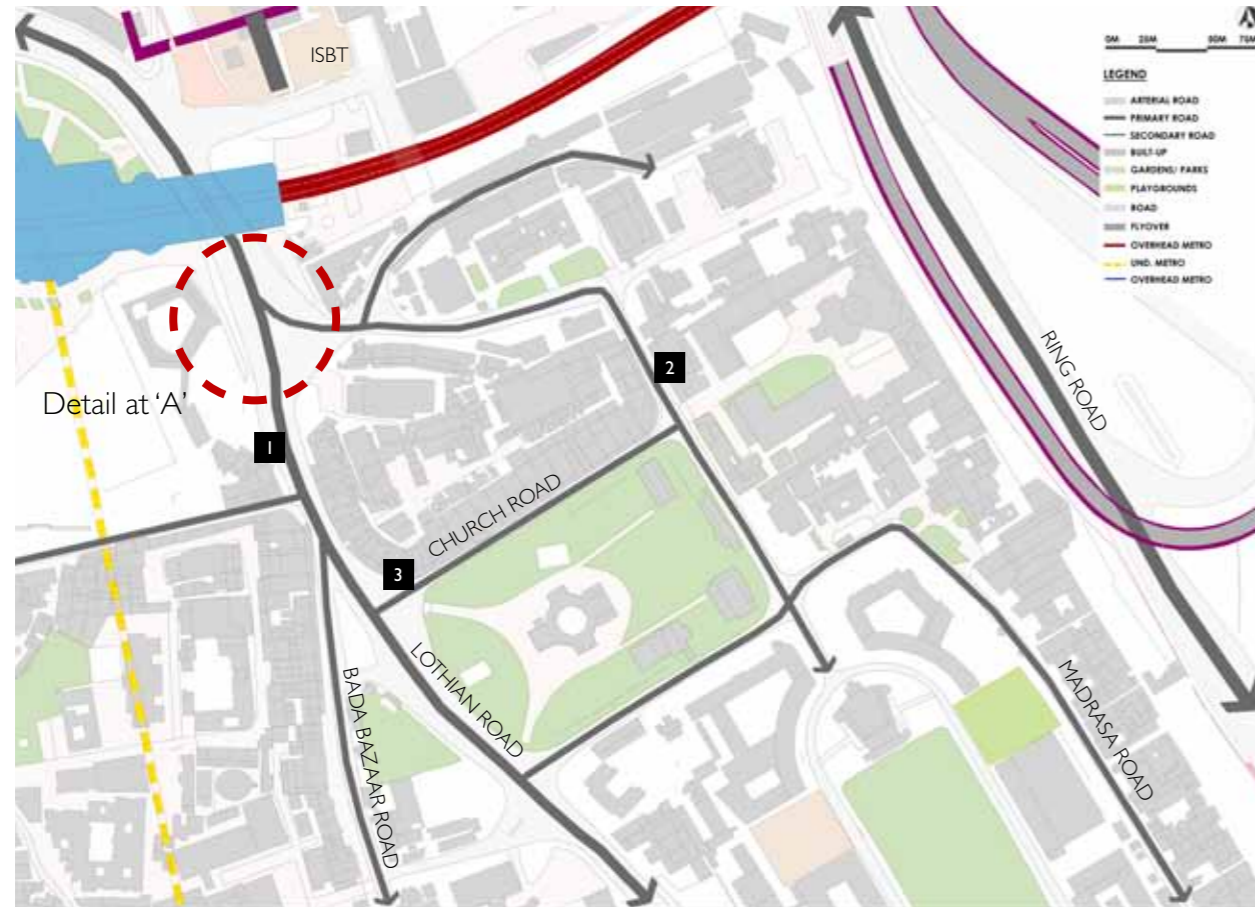 ISBT
0M 25M 50M 75M
LEGEND
ARTERIAL ROAD
PRIMARY ROAD
SECONDARY ROAD
BUILT-UP
GARDENS/ PARKS
PLAYGROUNDS
ROAD
FLYOVER
OVERHEAD METRO
UND. METRO
OVERHEAD METRO
Detail at 'A'
1
2
3
RING ROAD
CHURCH ROAD
LOTHIAN ROAD
BADA BAZAAR ROAD
MADRASA ROAD